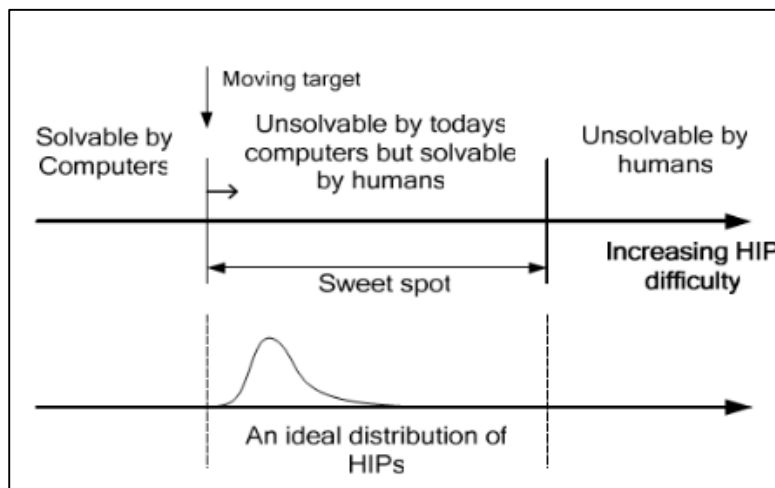 Moving target
Solvable by
Computers
Unsolvable by todays
computers but solvable
by humans
Unsolvable by
humans
Increasing HIP
difficulty
Sweet spot
An ideal distribution of
HIPs